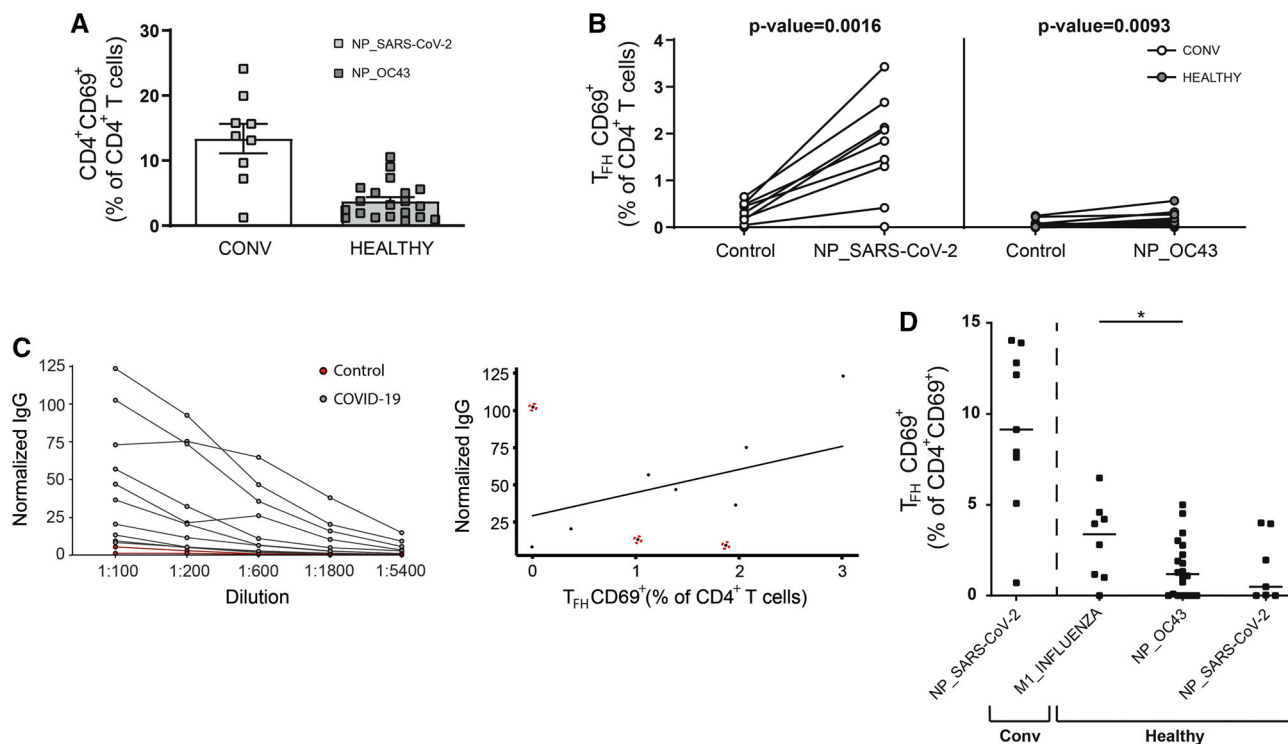 A
CD4+CD69+
(% of CD4+ T cells)
30
20
10
0
NP_SARS-CoV-2
NP_OC43
CONV
HEALTHY
B
p-value=0.0016
p-value=0.0093
TFH CD69+
(% of CD4+ T cells)
4
3
2
1
0
CONV
HEALTHY
Control
NP_SARS-CoV-2
Control
NP_OC43
C
Normalized IgG
125
100
75
50
25
0
Control
COVID-19
1:100
1:200
1:600
1:1800
1:5400
Dilution
Normalized IgG
125
100
75
50
25
0
1
2
3
TFH CD69+(% of CD4+ T cells)
D
TFH CD69+
(% of CD4+CD69+)
15
10
5
0
*
NP_SARS-CoV-2
M1_INFLUENZA
NP_OC43
NP_SARS-CoV-2
Conv
Healthy